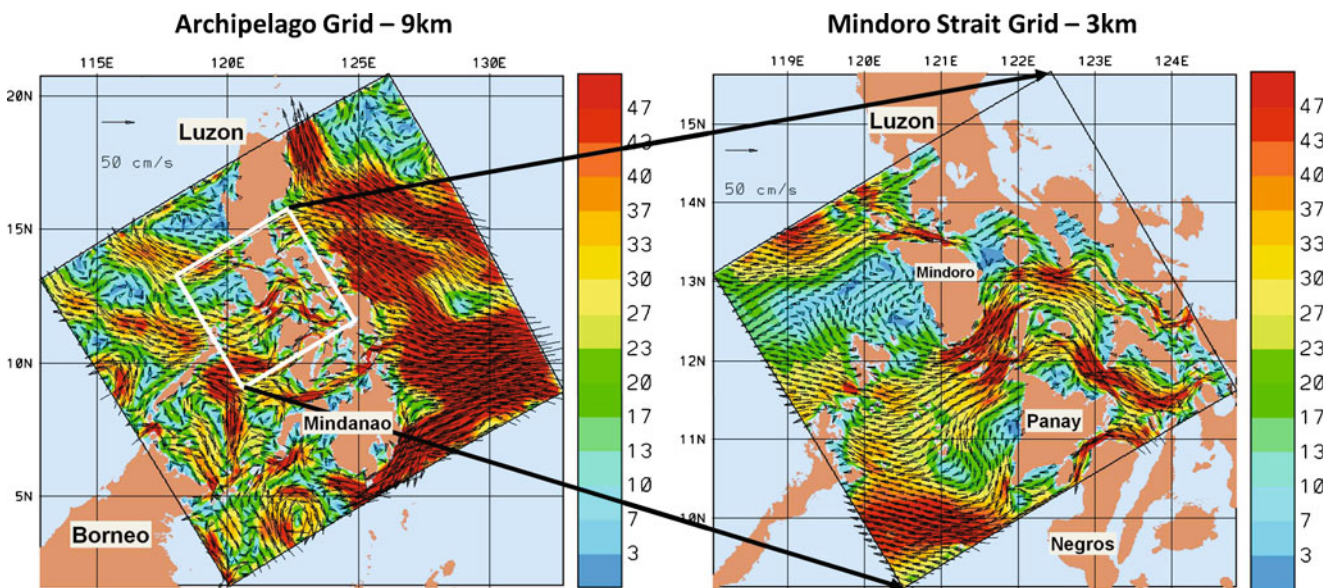 Archipelago Grid – 9km
Mindoro Strait Grid – 3km
115E 120E 125E 130E
20N
15N
10N
5N
Luzon
50 cm/s
Mindanao
Borneo
47
43
40
37
33
30
27
23
20
17
13
10
7
3
119E 120E 121E 122E 123E 124E
15N
14N
13N
12N
11N
10N
Luzon
50 cm/s
Mindoro
Panay
Negros
47
43
40
37
33
30
27
23
20
17
13
10
7
3